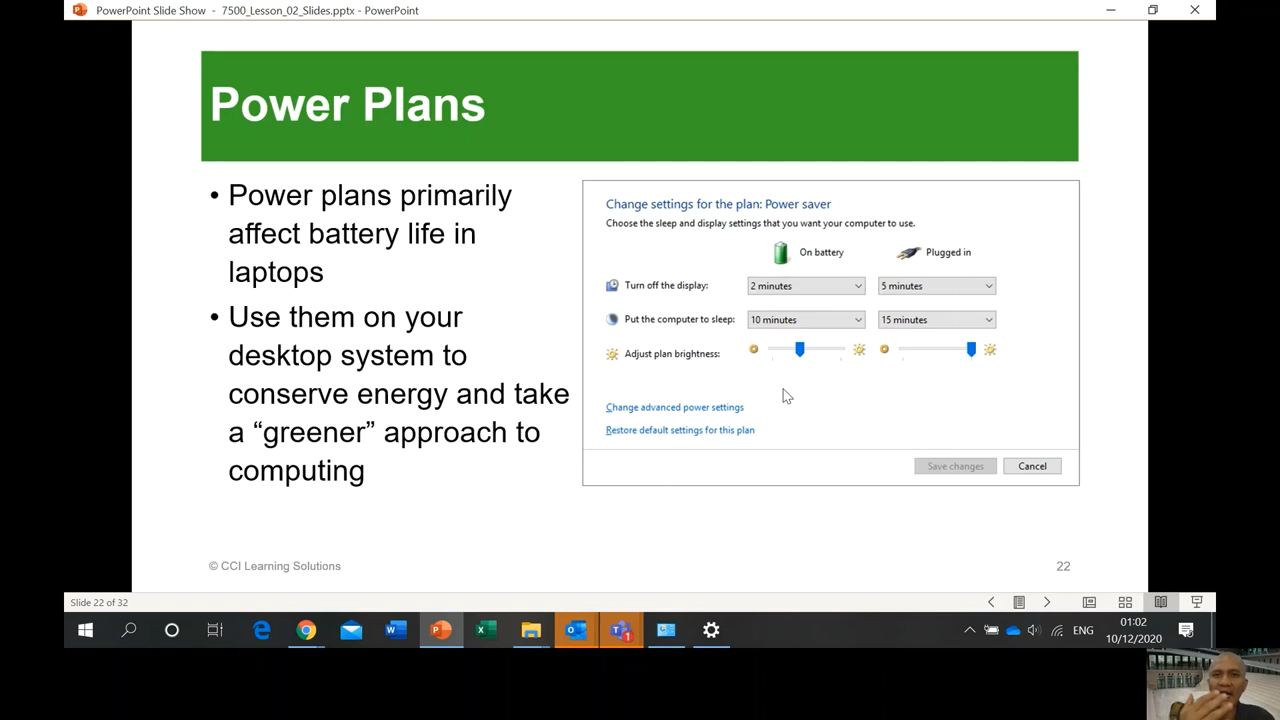 PowerPoint Slide Show - 7500_Lesson_02_Slides.pptx - PowerPoint
Power Plans
• Power plans primarily
affect battery life in
laptops
• Use them on your
desktop system to
conserve energy and take
a “greener” approach to
computing
Change settings for the plan: Power saver
Choose the sleep and display settings that you want your computer to use.
On battery Plugged in
Turn off the display: 2 minutes 5 minutes
Put the computer to sleep: 10 minutes 15 minutes
Adjust plan brightness:
Change advanced power settings
Restore default settings for this plan
Save changes Cancel
© CCI Learning Solutions 22
Slide 22 of 32
ENG 01:02
10/12/2020